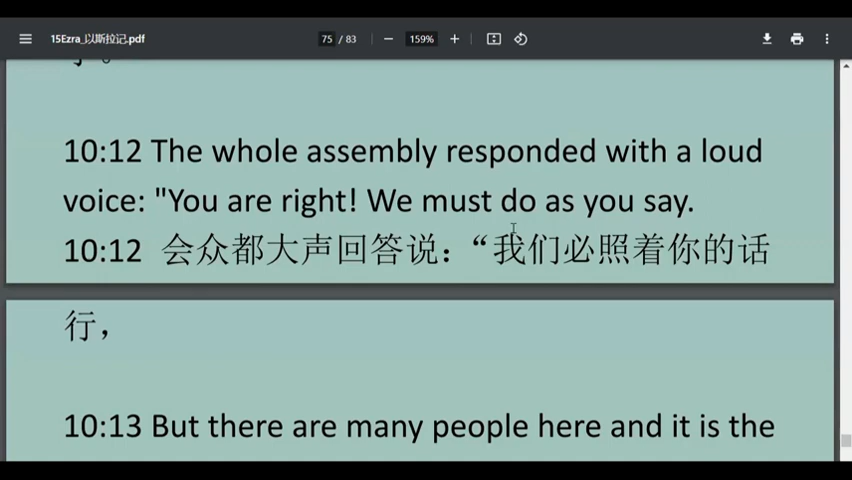 15Ezra_以斯拉记.pdf
75 / 83
159%
10:12 The whole assembly responded with a loud
voice: "You are right! We must do as you say.
10:12 会众都大声回答说：“我们必照着你的话
行，
10:13 But there are many people here and it is the